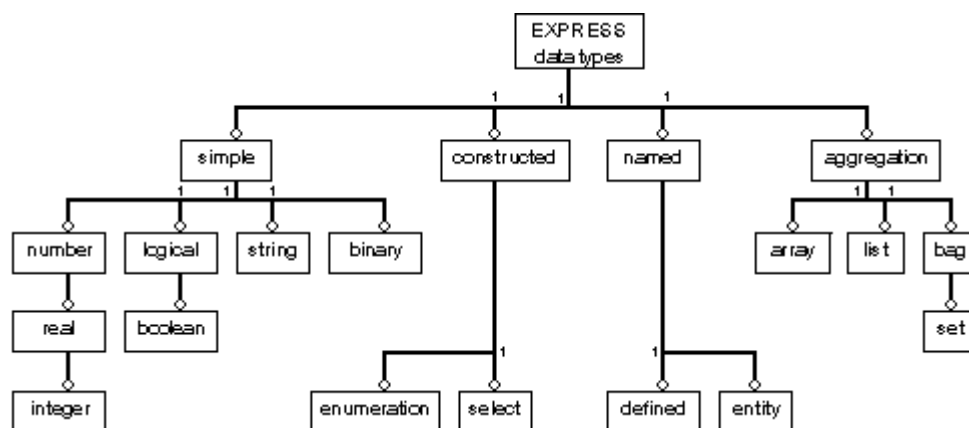 EXPRESS
data types
1 1 1
simple
constructed
named
aggregation
1 1 1
1 1
number
logical
string
binary
array
list
bag
real
boolean
set
1
1
integer
enumeration
select
defined
entity